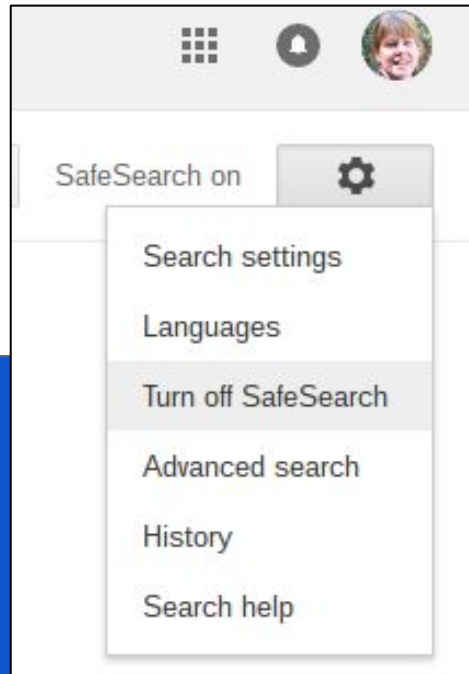 SafeSearch on
Search settings
Languages
Turn off SafeSearch
Advanced search
History
Search help